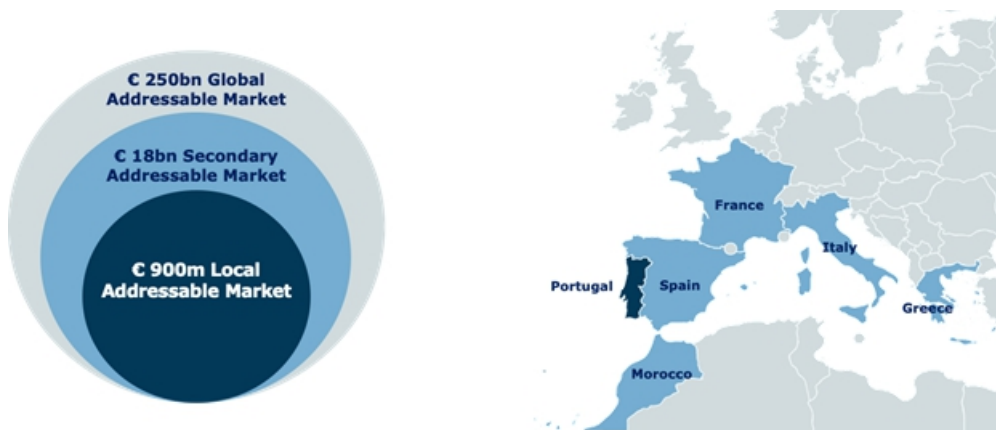 € 250bn Global
Addressable Market
€ 18bn Secondary
Addressable Market
€ 900m Local
Addressable Market
France
Italy
Portugal
Spain
Greece
Morocco